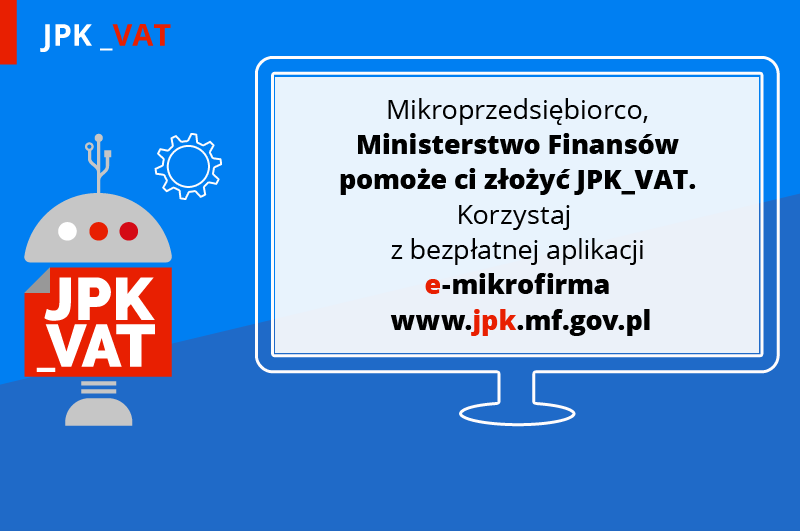 JPK _VAT
Mikroprzedsiębiorco,
Ministerstwo Finansów
pomoże ci złożyć JPK_VAT.
Korzystaj
z bezpłatnej aplikacji
e-mikrofirma
www.jpk.mf.gov.pl
JPK
_VAT